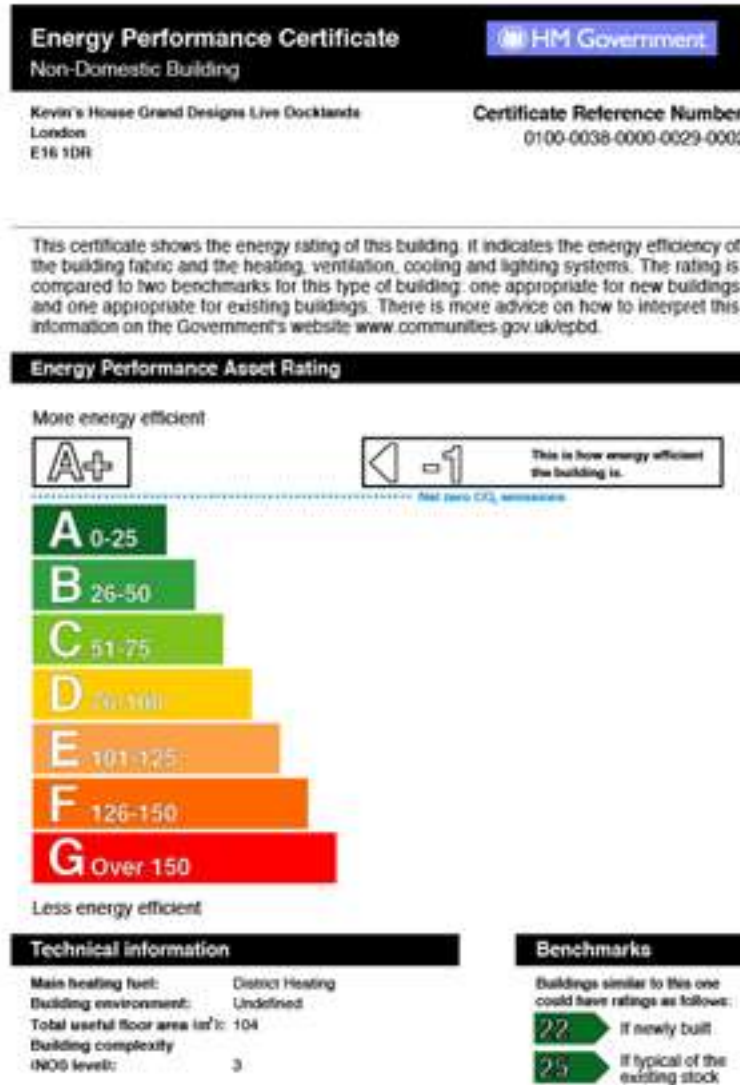 Energy Performance Certificate
HM Government
Non-Domestic Building
Kevin's House Grand Designs Live Docklands
London
E16 1DR
Certificate Reference Number
0100-0038-0000-0029-0002
This certificate shows the energy rating of this building. It indicates the energy efficiency of
the building fabric and the heating, ventilation, cooling and lighting systems. The rating is
compared to two benchmarks for this type of building: one appropriate for new buildings
and one appropriate for existing buildings. There is more advice on how to interpret this
information on the Government's website www.communities.gov.uk/epbd.
Energy Performance Asset Rating
More energy efficient
A+
-1
This is how energy efficient
the building is.
Net zero CO₂ emissions
A 0-25
B 26-50
C 51-75
D 76-100
E 101-125
F 126-150
G Over 150
Less energy efficient
Technical information
Main heating fuel: District Heating
Building environment: Undefined
Total useful floor area (m²): 104
Building complexity
(NOS level): 3
Benchmarks
Buildings similar to this one
could have ratings as follows:
22 If newly built
25 If typical of the
existing stock